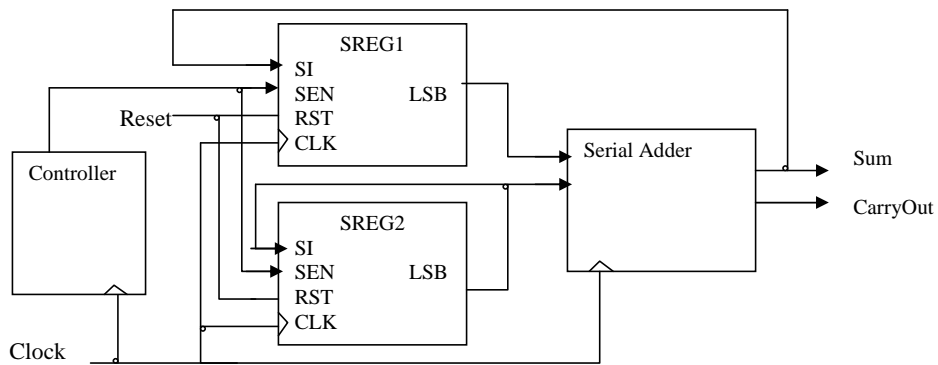 SREG1
SI
SEN
LSB
Reset
RST
CLK
Controller
Serial Adder
Sum
CarryOut
SREG2
SI
SEN
LSB
RST
CLK
Clock